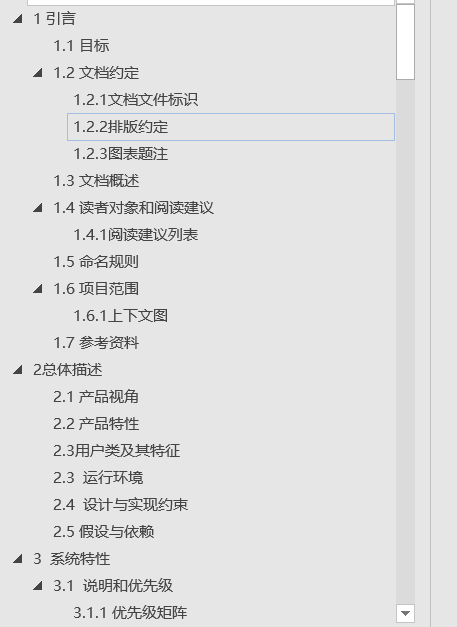 1 引言
1.1 目标
1.2 文档约定
1.2.1文档文件标识
1.2.2排版约定
1.2.3图表题注
1.3 文档概述
1.4 读者对象和阅读建议
1.4.1阅读建议列表
1.5 命名规则
1.6 项目范围
1.6.1上下文图
1.7 参考资料
2总体描述
2.1 产品视角
2.2 产品特性
2.3用户类及其特征
2.3  运行环境
2.4  设计与实现约束
2.5 假设与依赖
3  系统特性
3.1  说明和优先级
3.1.1 优先级矩阵